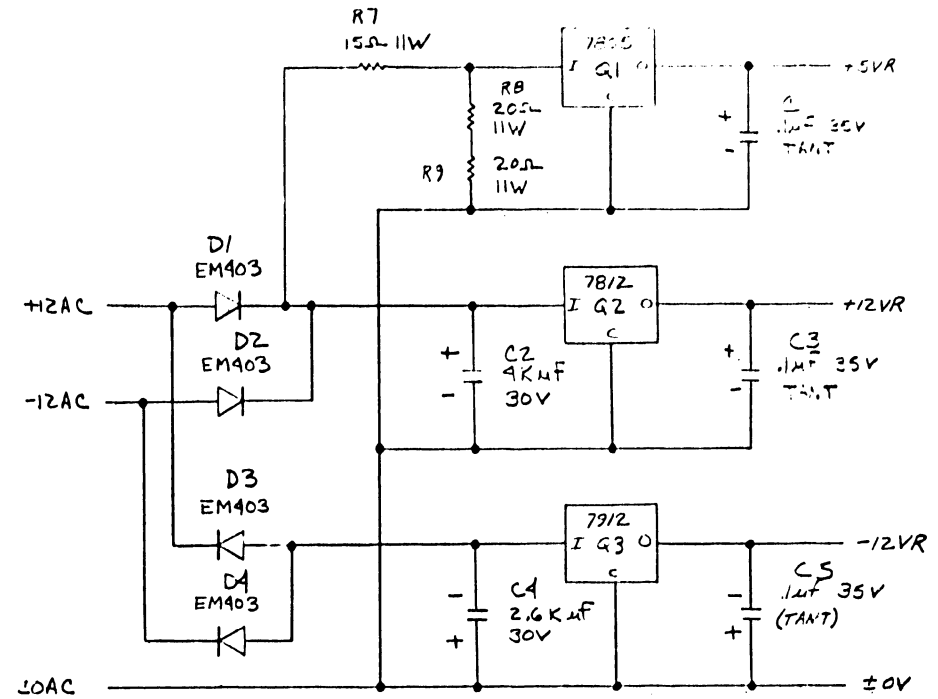 R7
15Ω 11W
7805
I Q1 O
C
+5VR
R8
20Ω
11W
R9
20Ω
11W
+
-
.1µF 35V
TANT
D1
EM403
+12AC
7812
I Q2 O
C
+12VR
D2
EM403
-12AC
+
-
C2
4KµF
30V
+
-
C3
.1µF 35V
TANT
D3
EM403
7912
I Q3 O
C
-12VR
D4
EM403
-
+
C4
2.6KµF
30V
-
+
C5
.1µf 35V
(TANT)
±0AC
±0V